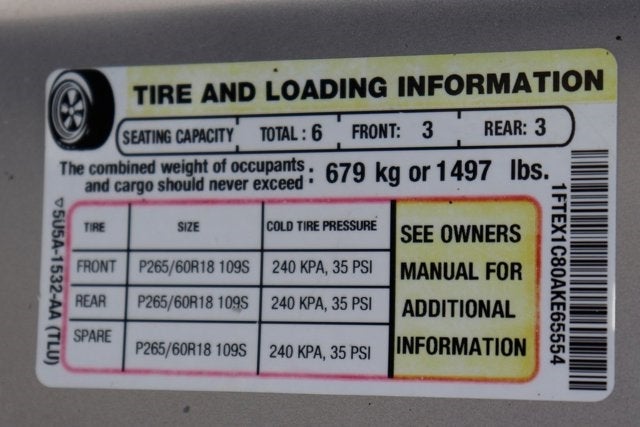 TIRE AND LOADING INFORMATION
SEATING CAPACITY TOTAL : 6 FRONT: 3 REAR: 3
The combined weight of occupants
and cargo should never exceed : 679 kg or 1497 lbs.
TIRE SIZE COLD TIRE PRESSURE
FRONT P265/60R18 109S 240 KPA, 35 PSI
REAR P265/60R18 109S 240 KPA, 35 PSI
SPARE P265/60R18 109S 240 KPA, 35 PSI
SEE OWNERS
MANUAL FOR
ADDITIONAL
INFORMATION
5U5A-1532-AA (TLU)
1FTEX1C80AKE65554